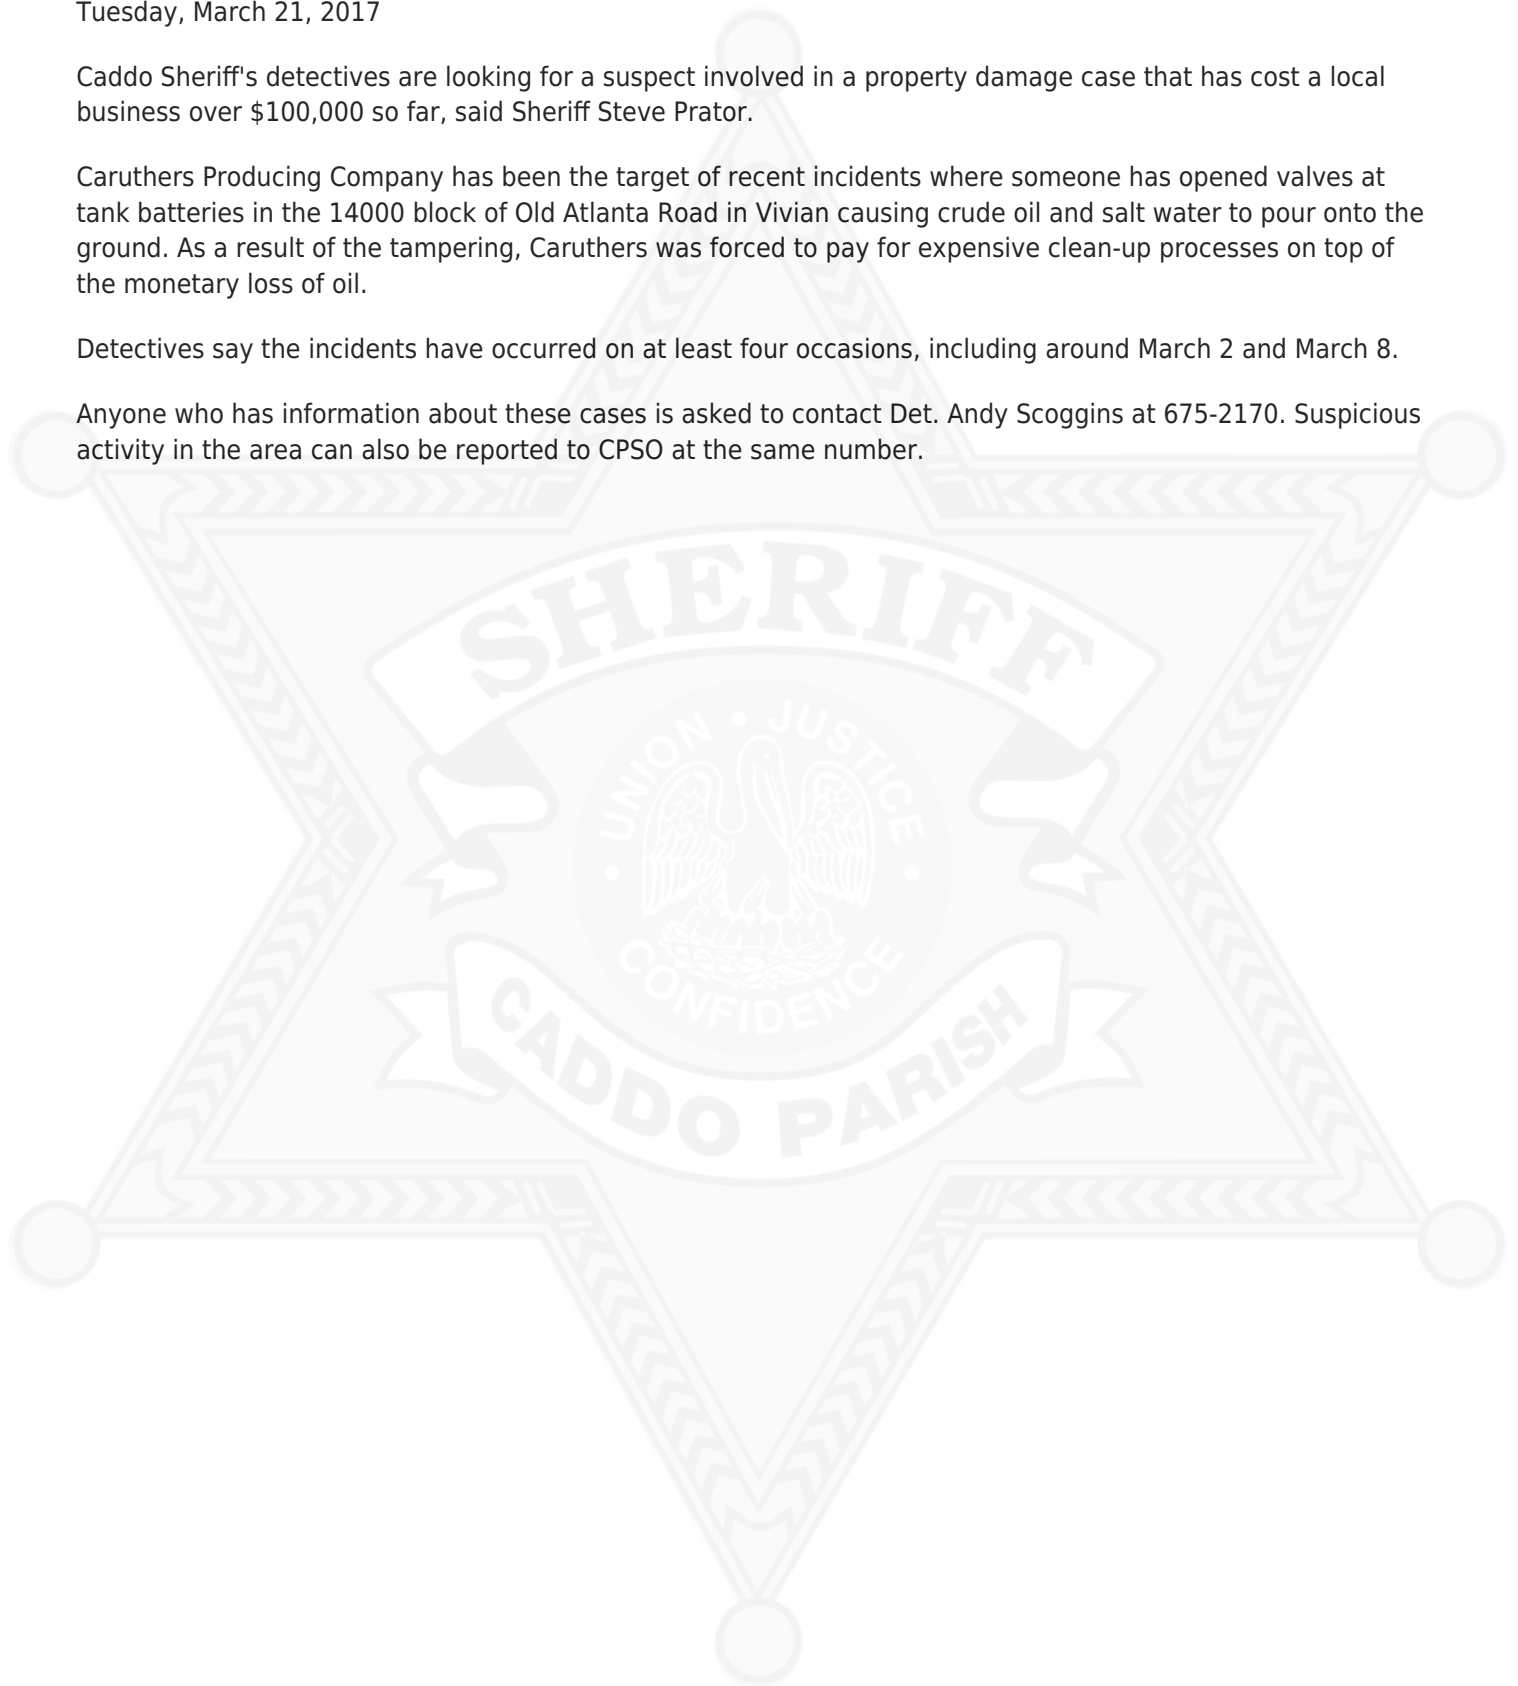 Tuesday, March 21, 2017
Caddo Sheriff's detectives are looking for a suspect involved in a property damage case that has cost a local
business over $100,000 so far, said Sheriff Steve Prator.
Caruthers Producing Company has been the target of recent incidents where someone has opened valves at
tank batteries in the 14000 block of Old Atlanta Road in Vivian causing crude oil and salt water to pour onto the
ground. As a result of the tampering, Caruthers was forced to pay for expensive clean-up processes on top of
the monetary loss of oil.
Detectives say the incidents have occurred on at least four occasions, including around March 2 and March 8.
Anyone who has information about these cases is asked to contact Det. Andy Scoggins at 675-2170. Suspicious
activity in the area can also be reported to CPSO at the same number.
SHERIFF
UNION • JUSTICE
• CONFIDENCE •
CADDO PARISH